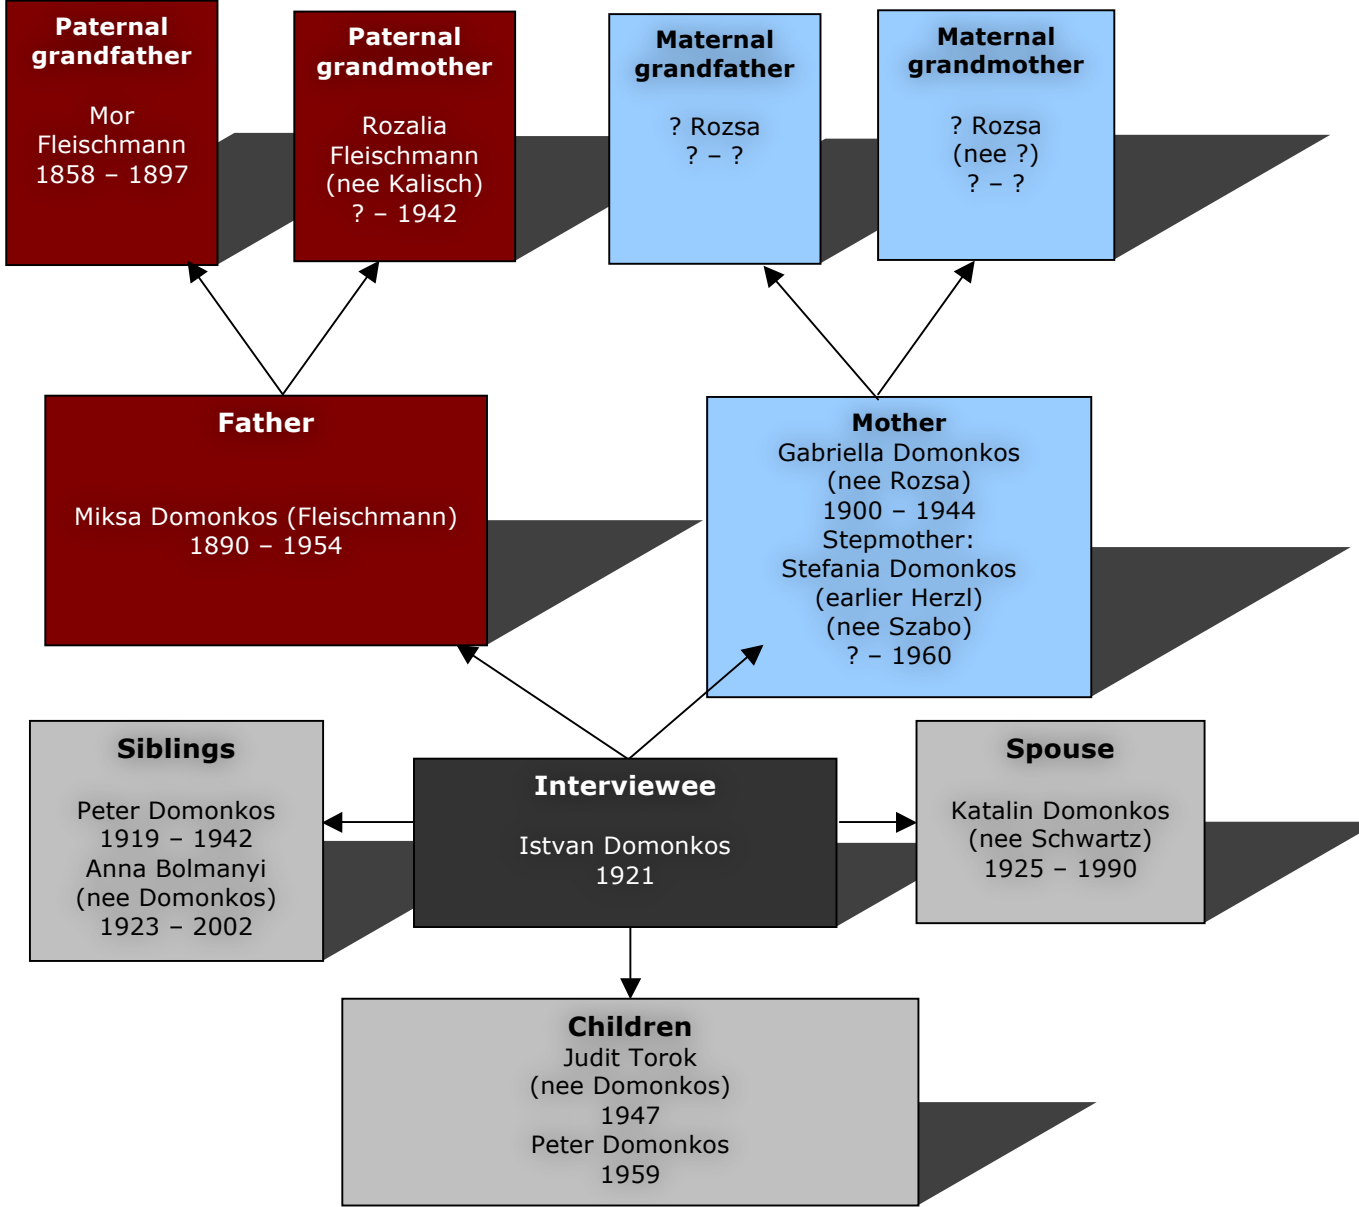 Paternal
grandfather
Mor
Fleischmann
1858 – 1897
Paternal
grandmother
Rozalia
Fleischmann
(nee Kalisch)
? – 1942
Maternal
grandfather
? Rozsa
? – ?
Maternal
grandmother
? Rozsa
(nee ?)
? – ?
Father
Miksa Domonkos (Fleischmann)
1890 – 1954
Mother
Gabriella Domonkos
(nee Rozsa)
1900 – 1944
Stepmother:
Stefania Domonkos
(earlier Herzl)
(nee Szabo)
? – 1960
Siblings
Peter Domonkos
1919 – 1942
Anna Bolmanyi
(nee Domonkos)
1923 – 2002
Interviewee
Istvan Domonkos
1921
Spouse
Katalin Domonkos
(nee Schwartz)
1925 – 1990
Children
Judit Torok
(nee Domonkos)
1947
Peter Domonkos
1959